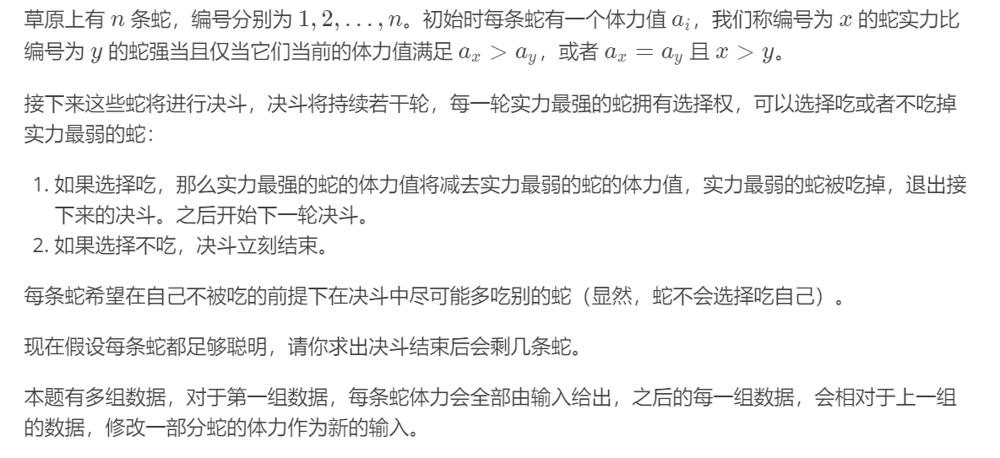 草原上有 n 条蛇，编号分别为 1, 2, . . . , n。初始时每条蛇有一个体力值 a_i，我们称编号为 x 的蛇实力比
编号为 y 的蛇强当且仅当它们当前的体力值满足 a_x > a_y，或者 a_x = a_y 且 x > y。
接下来这些蛇将进行决斗，决斗将持续若干轮，每一轮实力最强的蛇拥有选择权，可以选择吃或者不吃掉
实力最弱的蛇：
1. 如果选择吃，那么实力最强的蛇的体力值将减去实力最弱的蛇的体力值，实力最弱的蛇被吃掉，退出接
下来的决斗。之后开始下一轮决斗。
2. 如果选择不吃，决斗立刻结束。
每条蛇希望在自己不被吃的前提下在决斗中尽可能多吃别的蛇（显然，蛇不会选择吃自己）。
现在假设每条蛇都足够聪明，请你求出决斗结束后会剩几条蛇。
本题有多组数据，对于第一组数据，每条蛇体力会全部由输入给出，之后的每一组数据，会相对于上一组
的数据，修改一部分蛇的体力作为新的输入。